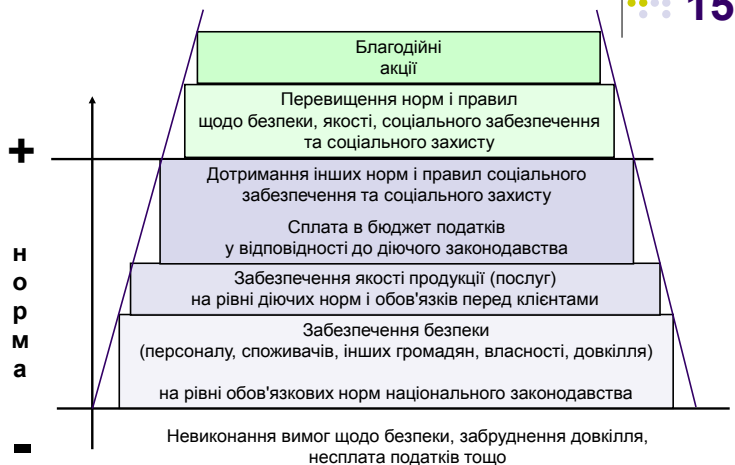 15
Благодійні
акції
Перевищення норм і правил
щодо безпеки, якості, соціального забезпечення
та соціального захисту
+
Дотримання інших норм і правил соціального
забезпечення та соціального захисту
Сплата в бюджет податків
у відповідності до діючого законодавства
норма
Забезпечення якості продукції (послуг)
на рівні діючих норм і обов'язків перед клієнтами
Забезпечення безпеки
(персоналу, споживачів, інших громадян, власності, довкілля)
на рівні обов'язкових норм національного законодавства
-
Невиконання вимог щодо безпеки, забруднення довкілля,
несплата податків тощо